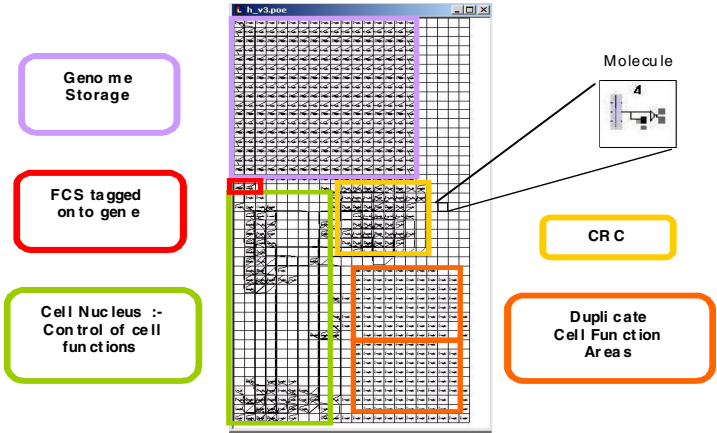 h_v3.poe
Genome
Storage
Molecule
4
FCS tagged
onto gene
CRC
Cell Nucleus :-
Control of cell
functions
Duplicate
Cell Function
Areas